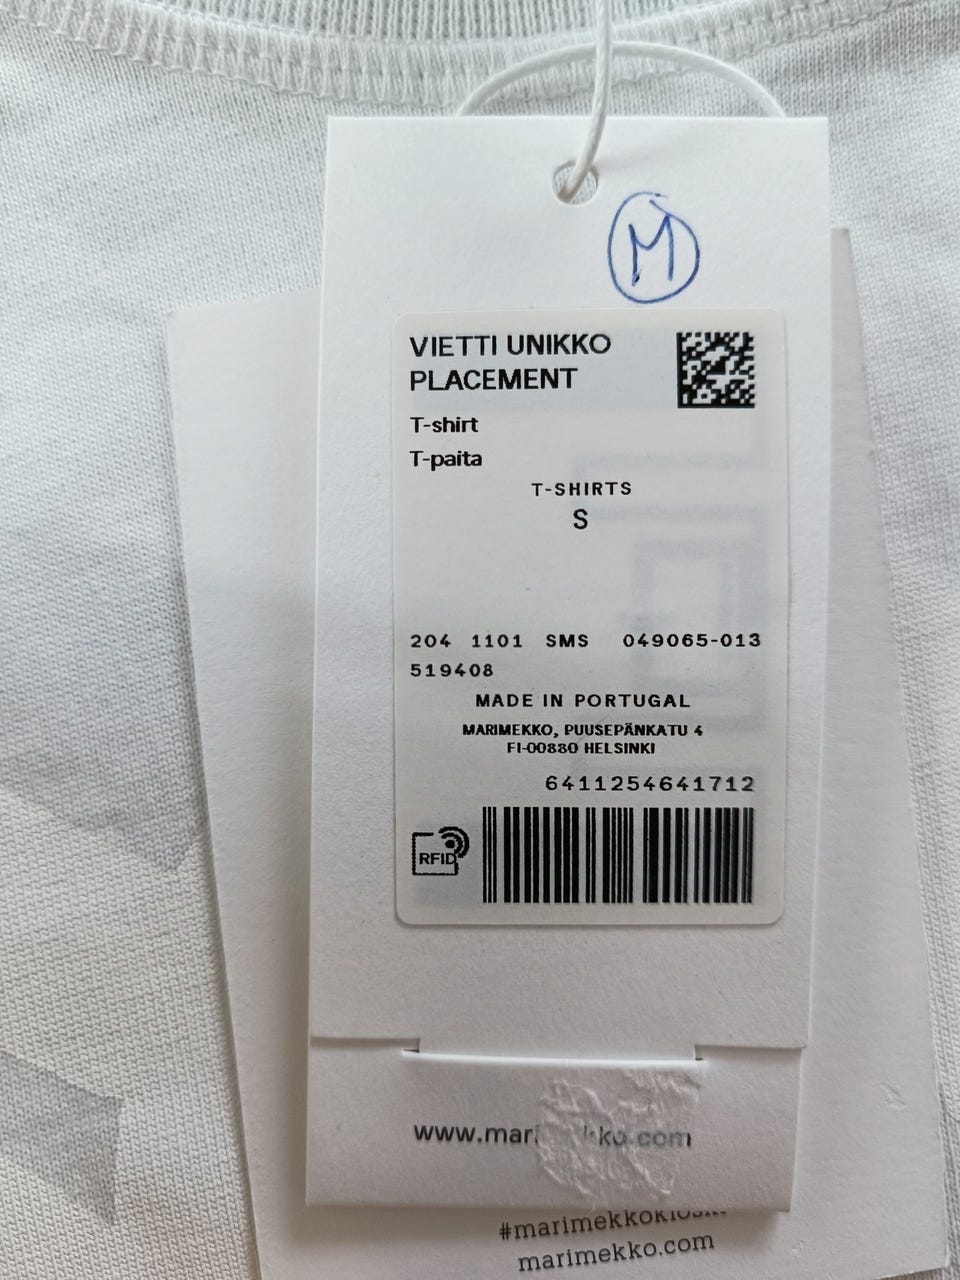 M
VIETTI UNIKKO
PLACEMENT
T-shirt
T-paita
T-SHIRTS
S
204 1101 SMS 049065-013
519408
MADE IN PORTUGAL
MARIMEKKO, PUUSEPÄNKATU 4
FI-00880 HELSINKI
6411254641712
RFID
#marimekkokioski
marimekko.com